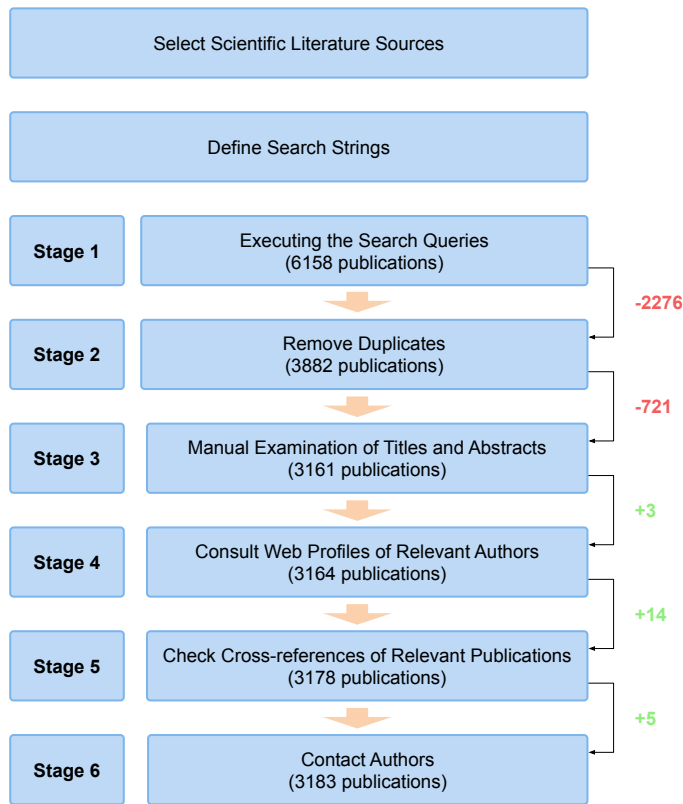 Select Scientific Literature Sources
Define Search Strings
Stage 1
Executing the Search Queries
(6158 publications)
-2276
Stage 2
Remove Duplicates
(3882 publications)
-721
Stage 3
Manual Examination of Titles and Abstracts
(3161 publications)
+3
Stage 4
Consult Web Profiles of Relevant Authors
(3164 publications)
+14
Stage 5
Check Cross-references of Relevant Publications
(3178 publications)
+5
Stage 6
Contact Authors
(3183 publications)